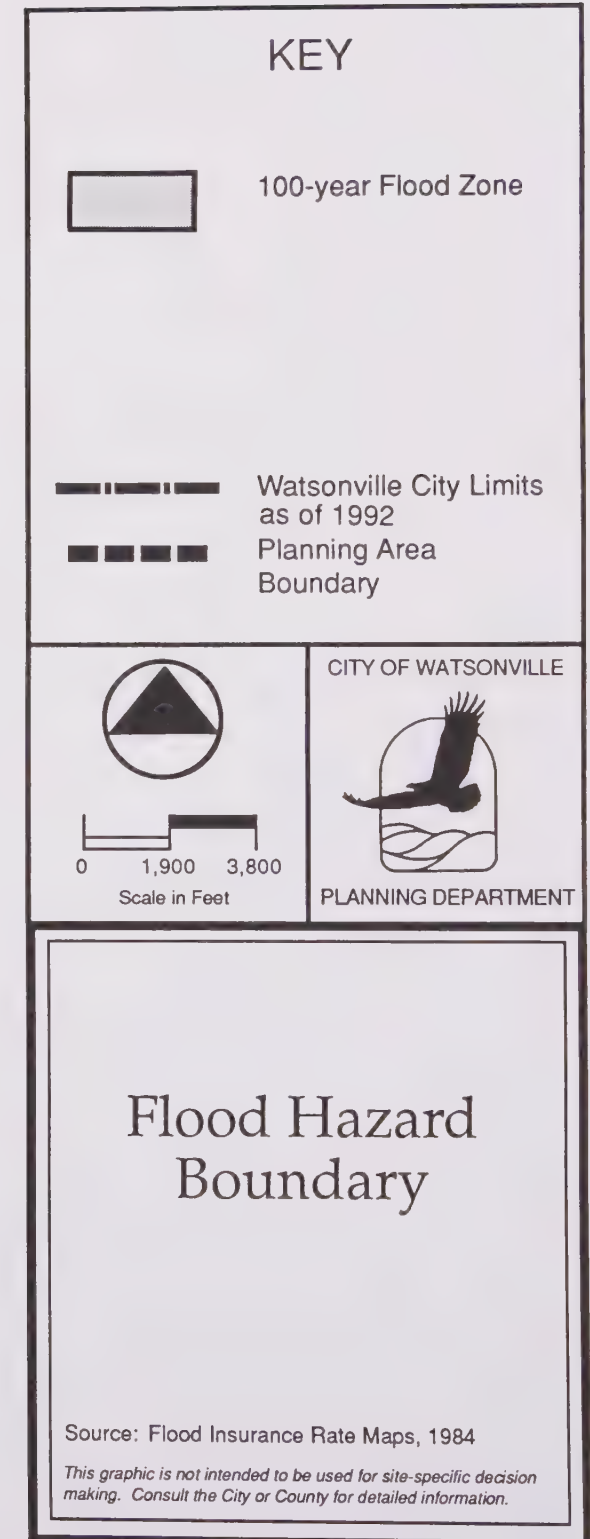 KEY
100-year Flood Zone
Watsonville City Limits
as of 1992
Planning Area
Boundary
0 1,900 3,800
Scale in Feet
CITY OF WATSONVILLE
PLANNING DEPARTMENT
Flood Hazard
Boundary
Source: Flood Insurance Rate Maps, 1984
This graphic is not intended to be used for site-specific decision
making. Consult the City or County for detailed information.